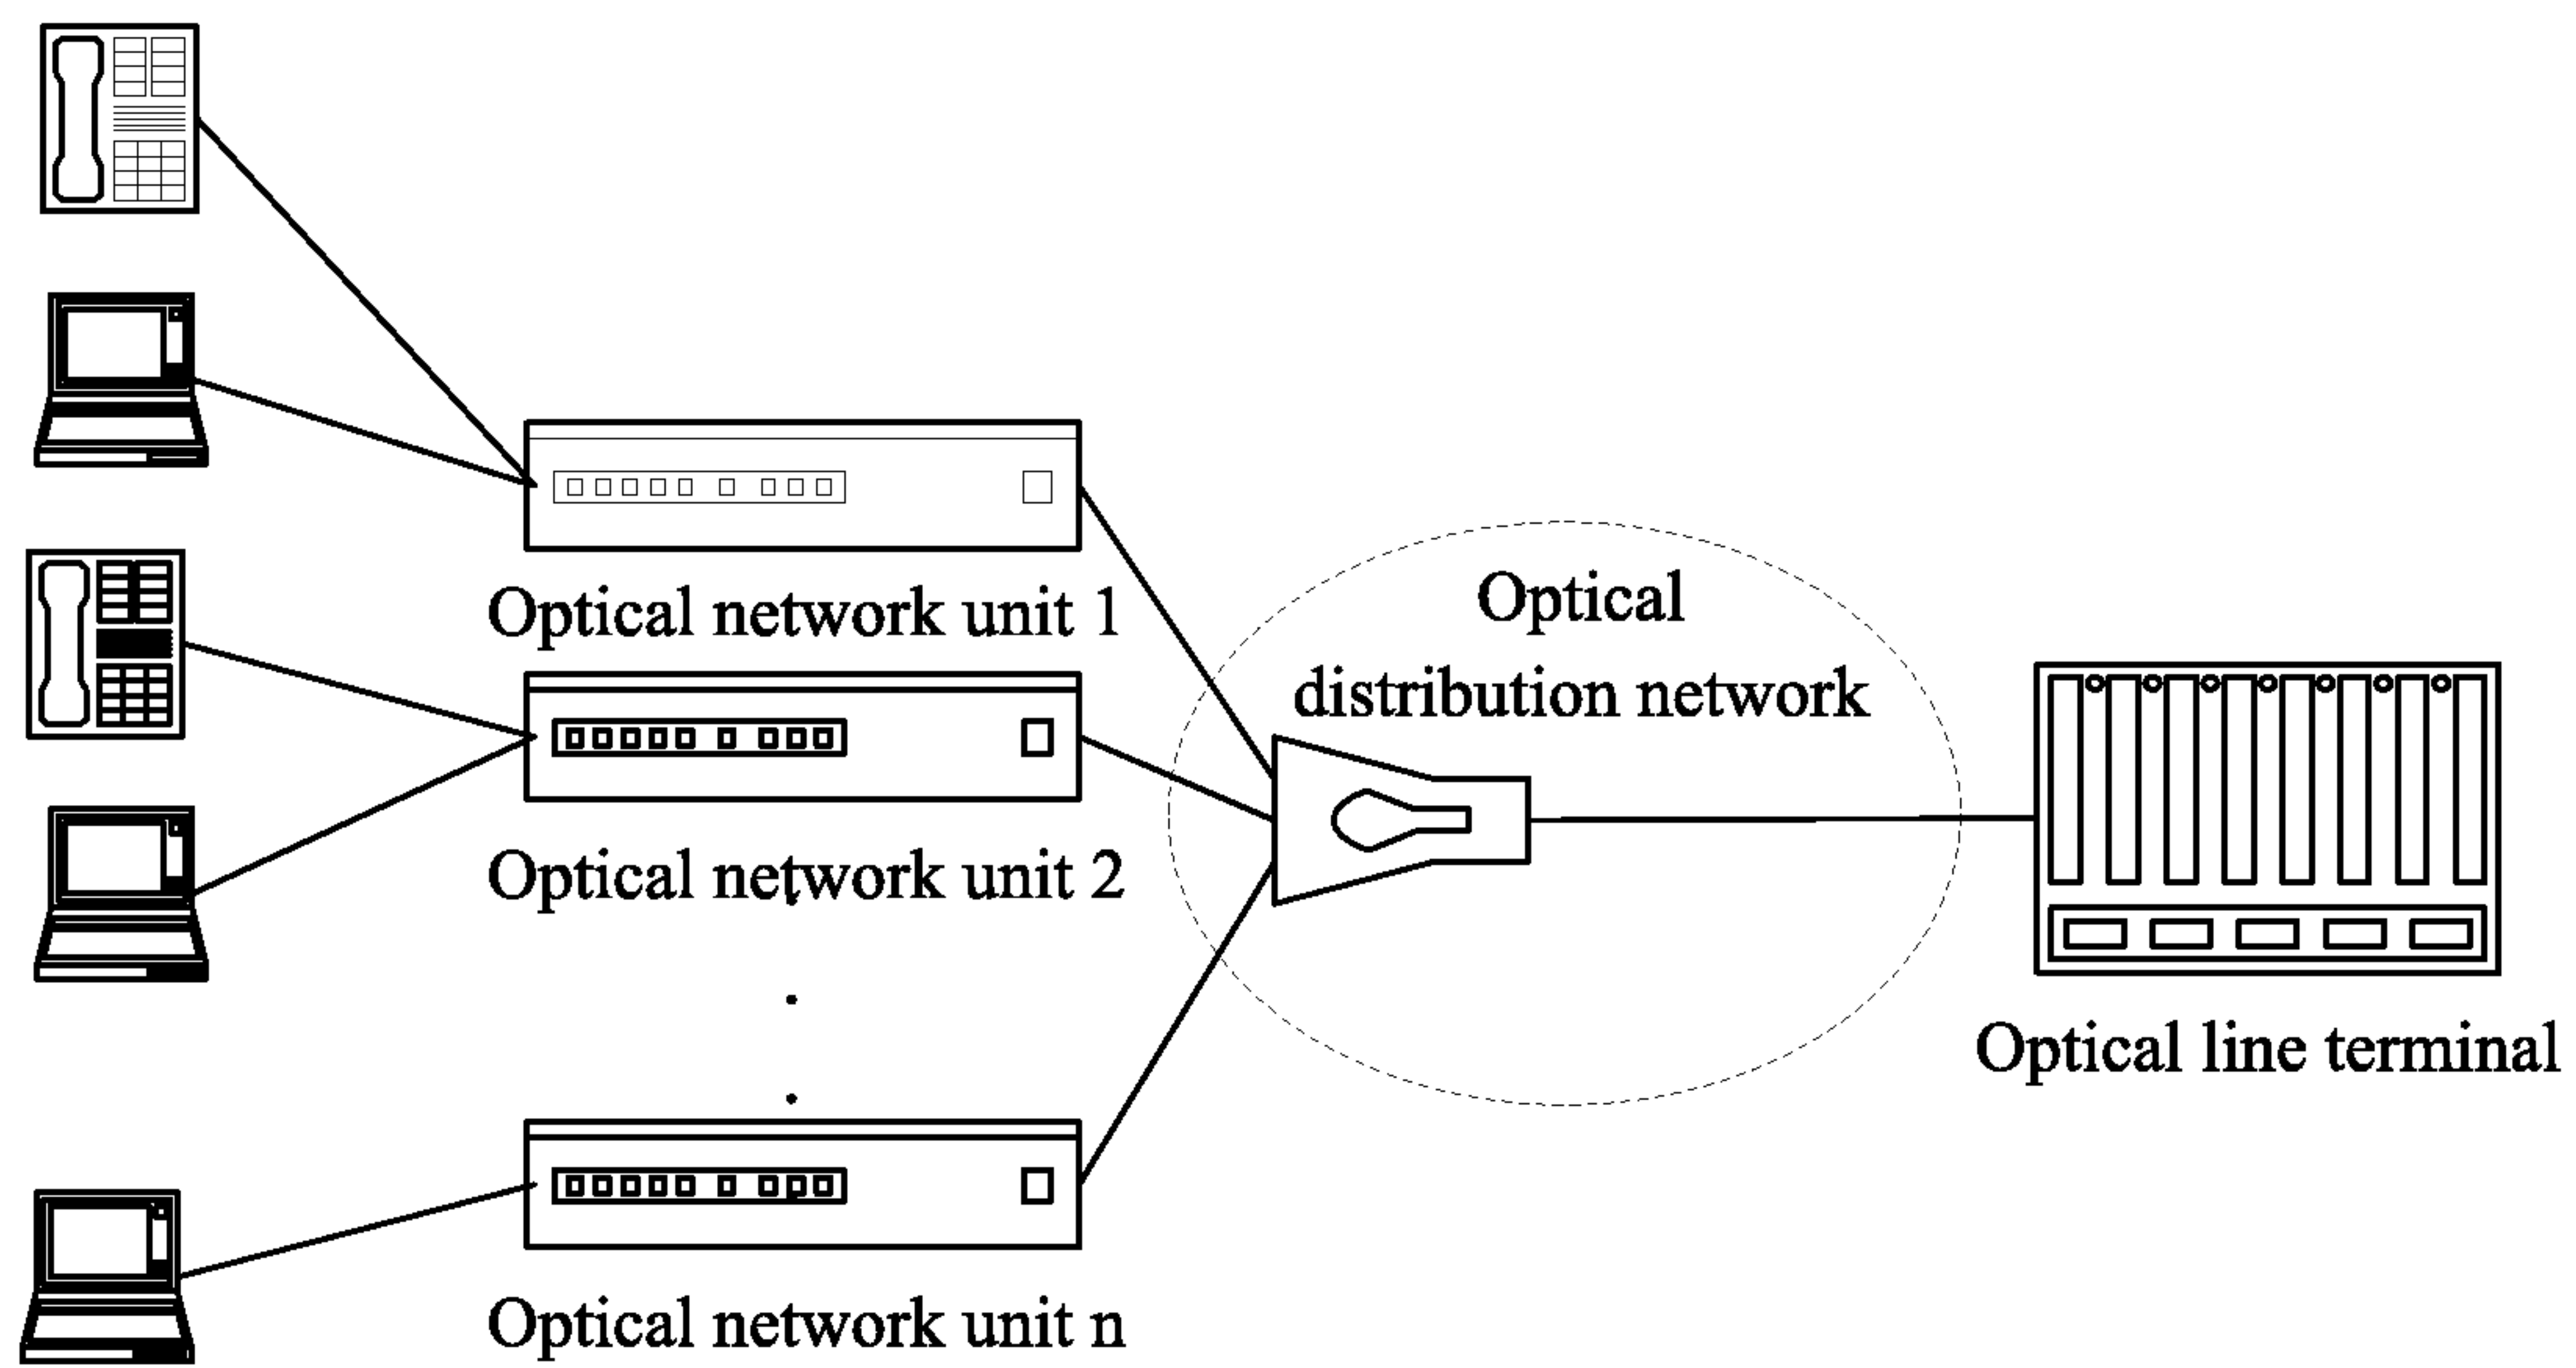 Optical network unit 1
Optical
distribution network
Optical network unit 2
Optical line terminal
Optical network unit n